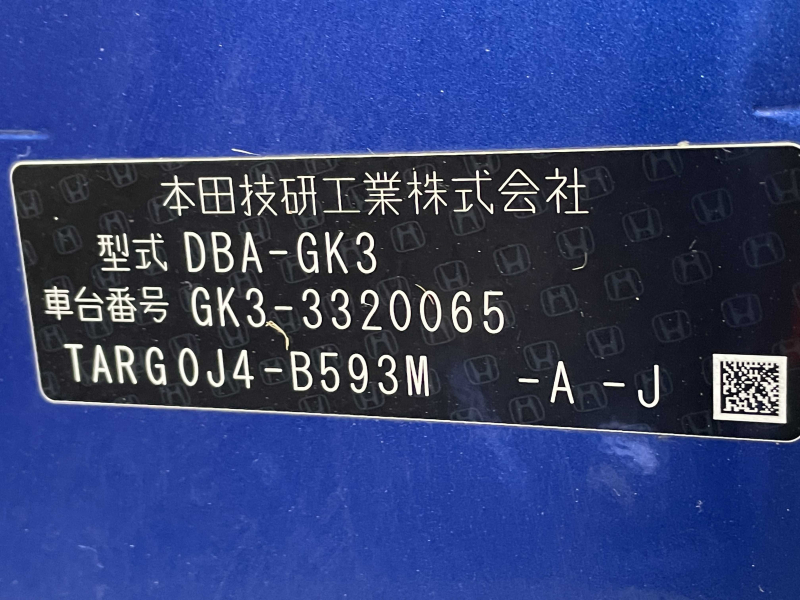 本田技研工業株式会社
型式 DBA-GK3
車台番号 GK3-3320065
TARG0J4-B593M -A -J